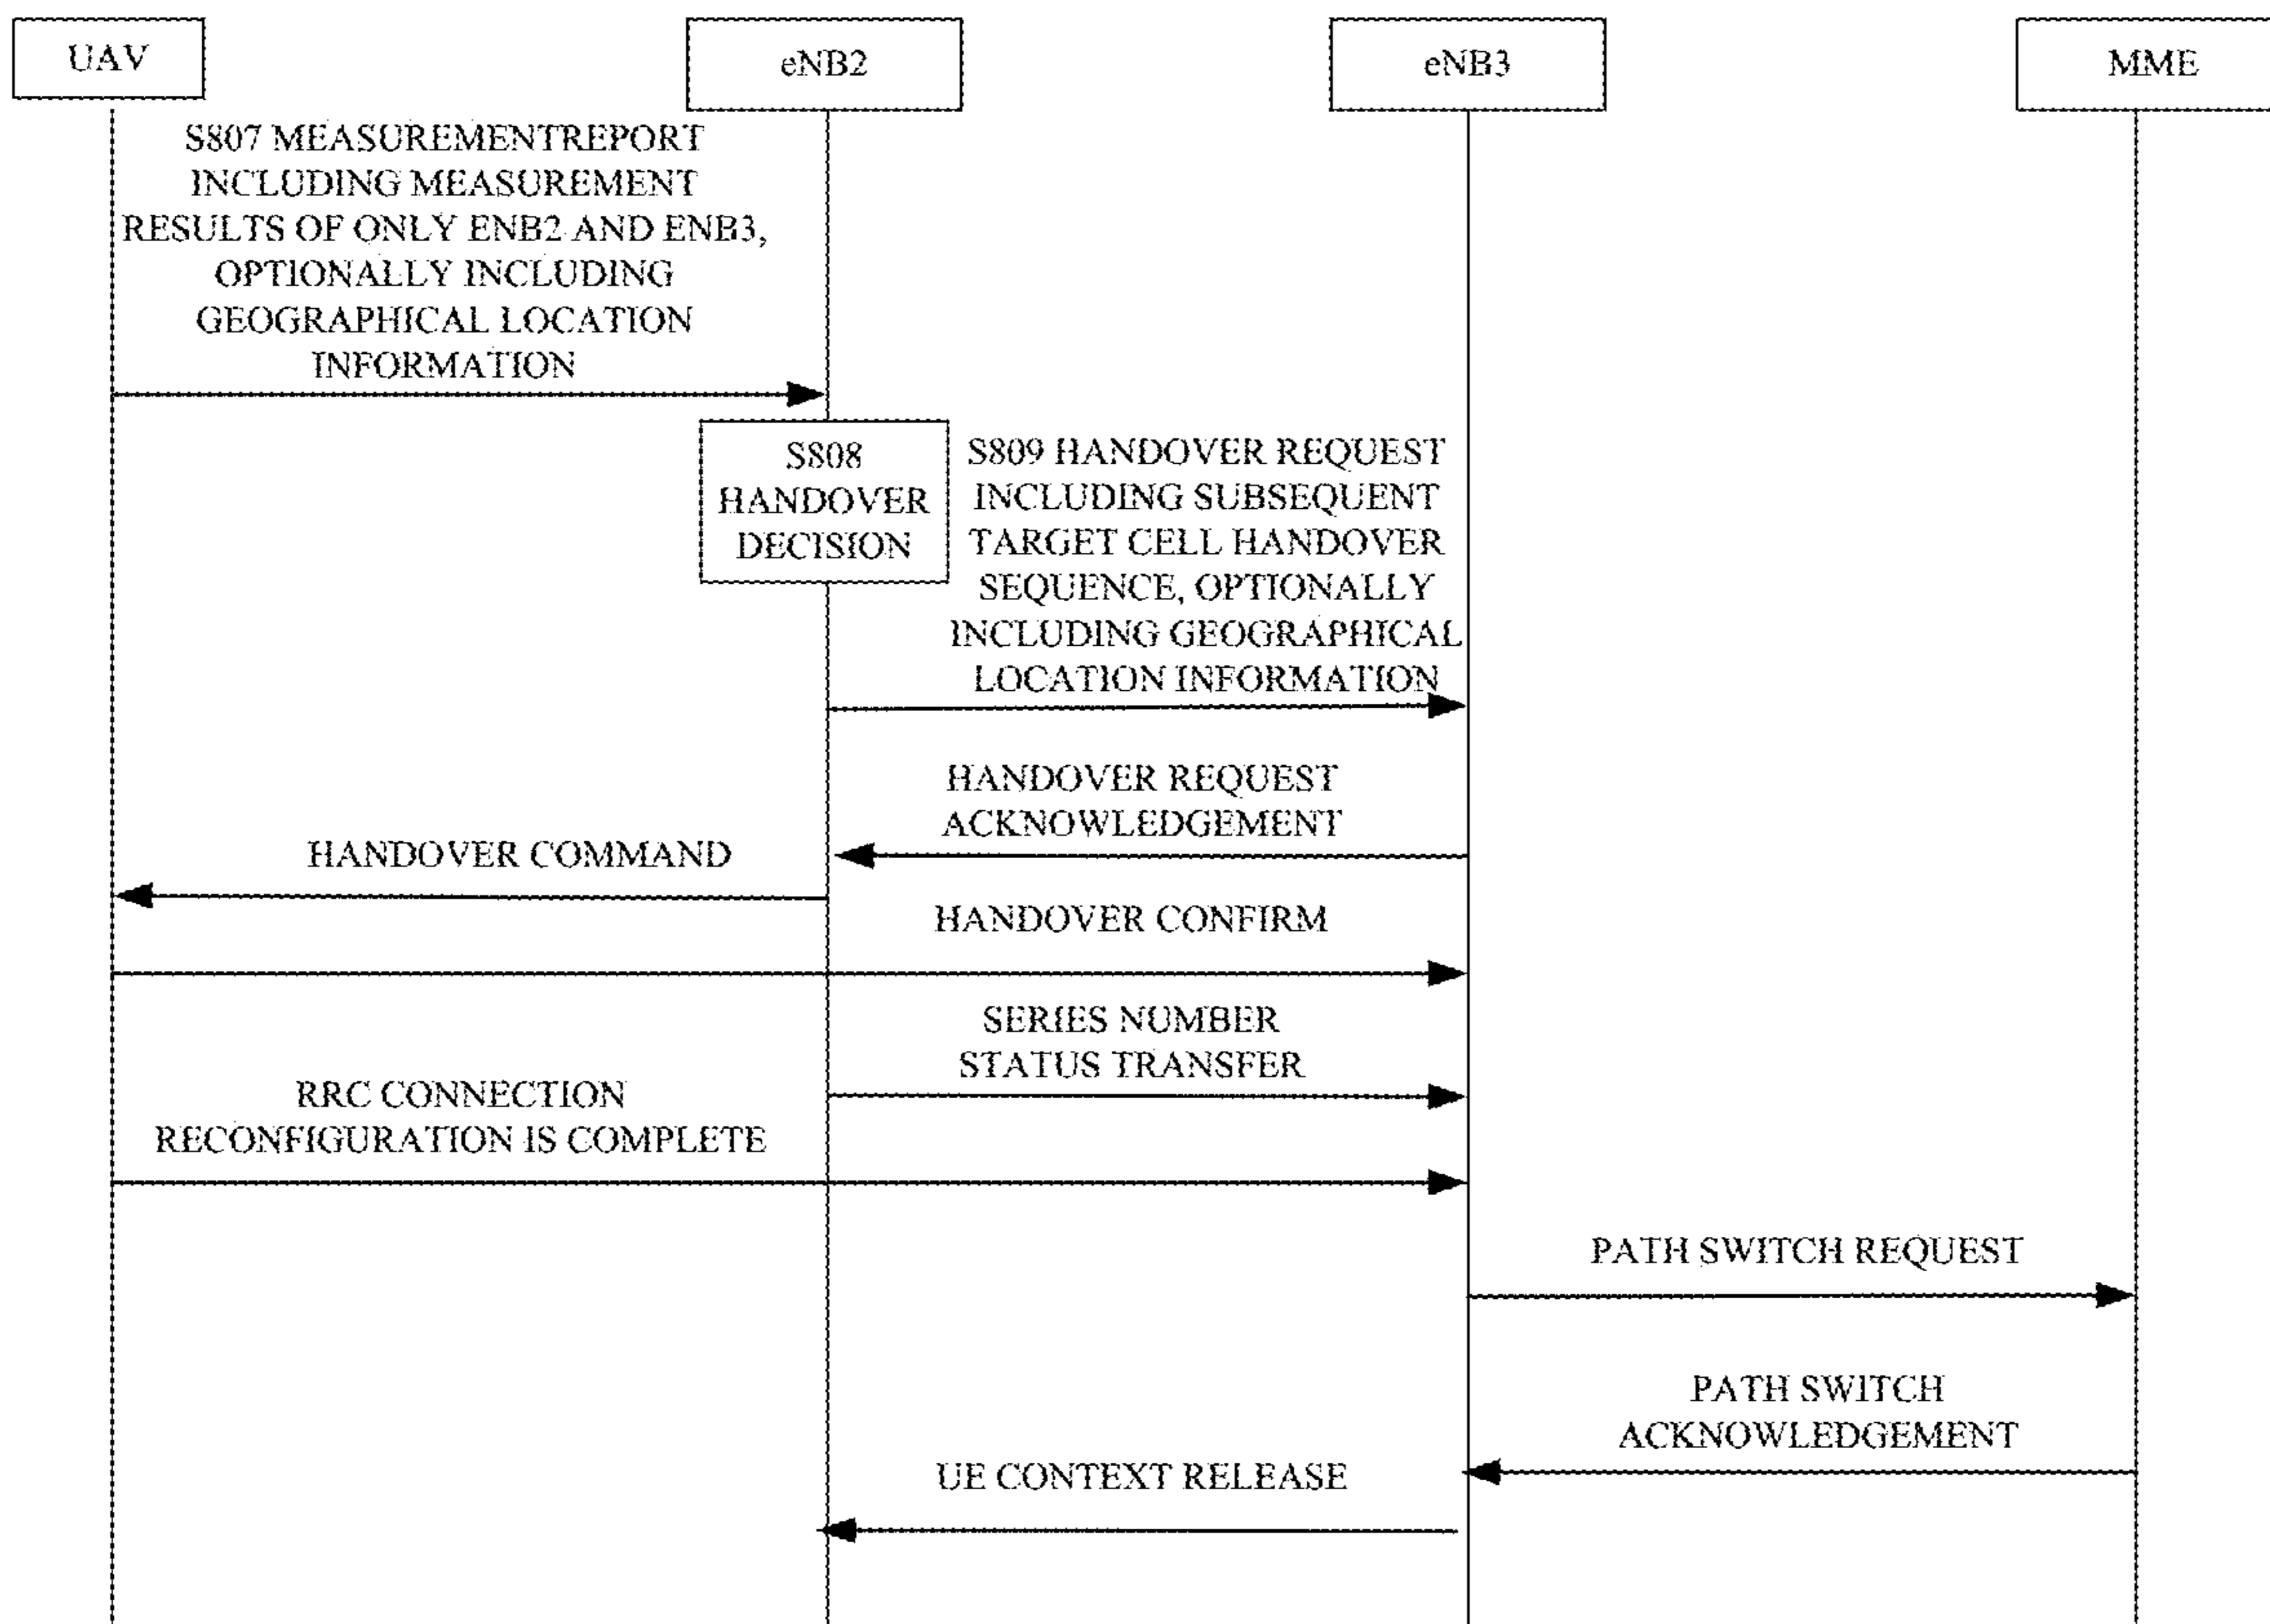 UAV
eNB2
eNB3
MME
S807 MEASUREMENTREPORT
INCLUDING MEASUREMENT
RESULTS OF ONLY ENB2 AND ENB3,
OPTIONALLY INCLUDING
GEOGRAPHICAL LOCATION
INFORMATION
S808
HANDOVER
DECISION
S809 HANDOVER REQUEST
INCLUDING SUBSEQUENT
TARGET CELL HANDOVER
SEQUENCE, OPTIONALLY
INCLUDING GEOGRAPHICAL
LOCATION INFORMATION
HANDOVER REQUEST
ACKNOWLEDGEMENT
HANDOVER COMMAND
HANDOVER CONFIRM
SERIES NUMBER
STATUS TRANSFER
RRC CONNECTION
RECONFIGURATION IS COMPLETE
PATH SWITCH REQUEST
PATH SWITCH
ACKNOWLEDGEMENT
UE CONTEXT RELEASE